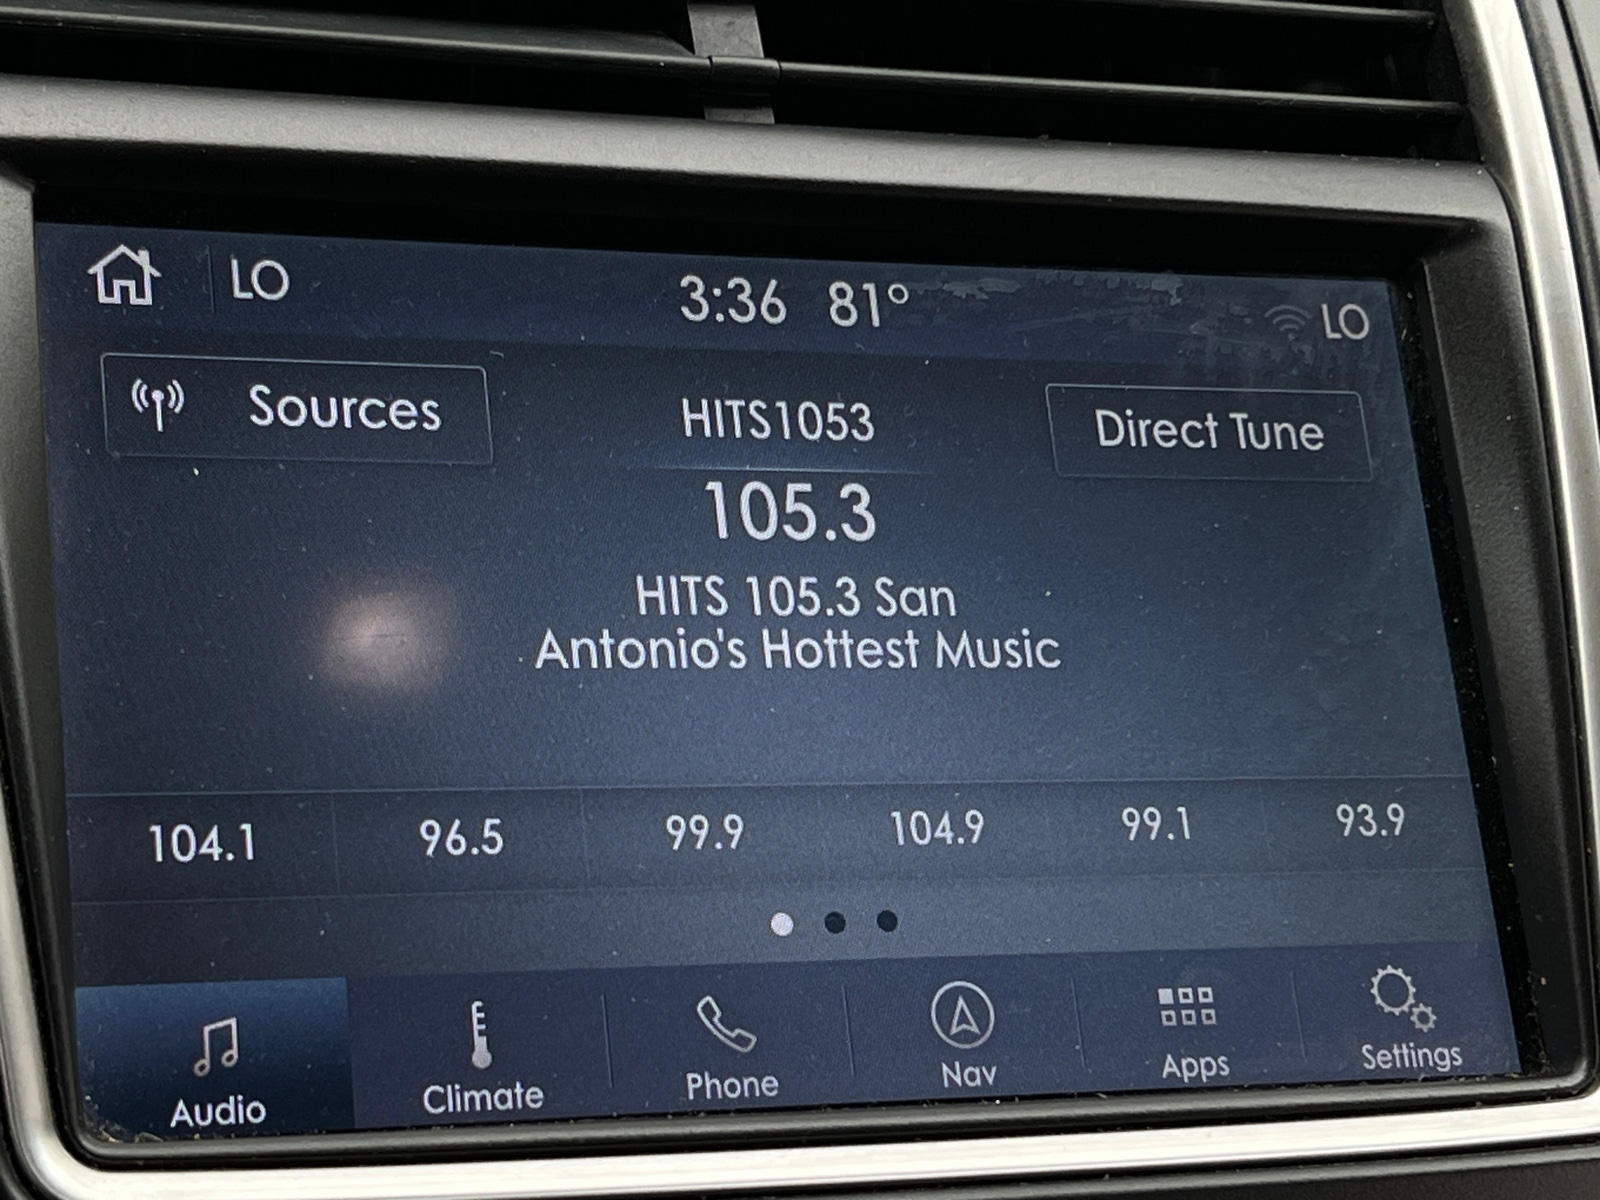 LO
3:36 81°
LO
Sources
HITS1053
Direct Tune
105.3
HITS 105.3 San
Antonio's Hottest Music
104.1
96.5
99.9
104.9
99.1
93.9
Audio
Climate
Phone
Nav
Apps
Settings